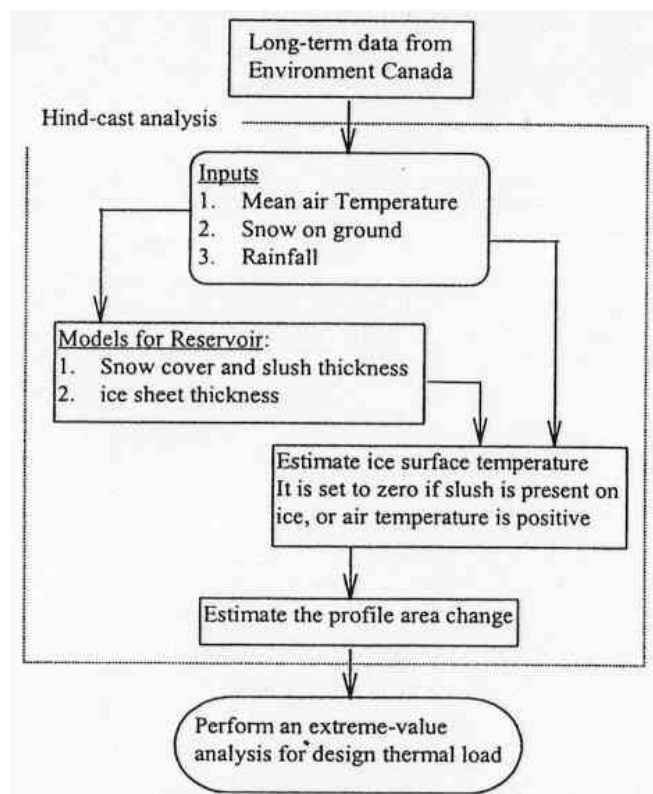 Long-term data from
Environment Canada
Hind-cast analysis
Inputs
1. Mean air Temperature
2. Snow on ground
3. Rainfall
Models for Reservoir:
1. Snow cover and slush thickness
2. ice sheet thickness
Estimate ice surface temperature
It is set to zero if slush is present on
ice, or air temperature is positive
Estimate the profile area change
Perform an extreme-value
analysis for design thermal load